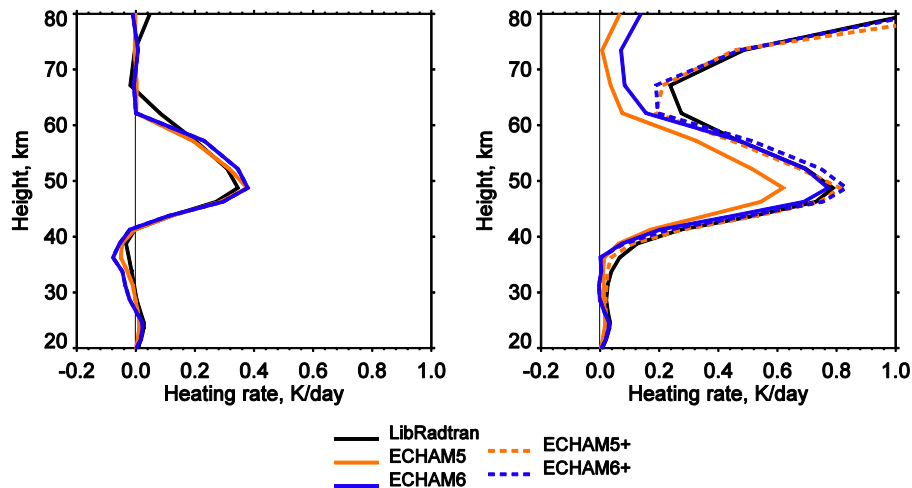 80
70
60
50
40
30
20
Height, km
-0.2 0.0 0.2 0.4 0.6 0.8 1.0
Heating rate, K/day
80
70
60
50
40
30
20
Height, km
-0.2 0.0 0.2 0.4 0.6 0.8 1.0
Heating rate, K/day
LibRadtran
ECHAM5
ECHAM6
ECHAM5+
ECHAM6+